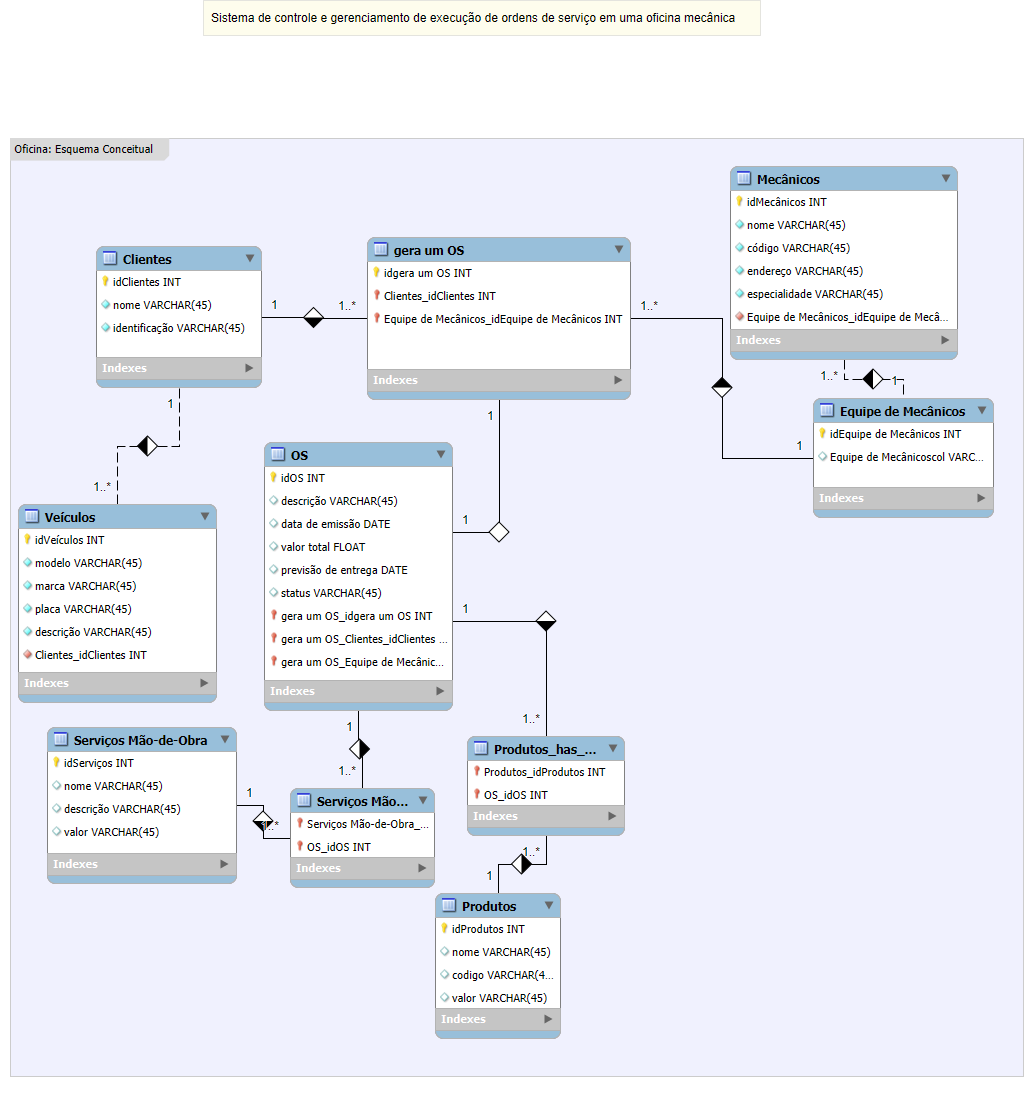 Sistema de controle e gerenciamento de execução de ordens de serviço em uma oficina mecânica
Oficina: Esquema Conceitual
Clientes
idClientes INT
nome VARCHAR(45)
identificação VARCHAR(45)
Indexes
1
1..*
gera um OS
idgera um OS INT
Clientes_idClientes INT
Equipe de Mecânicos_idEquipe de Mecânicos INT
Indexes
1..*
1
Mecânicos
idMecânicos INT
nome VARCHAR(45)
código VARCHAR(45)
endereço VARCHAR(45)
especialidade VARCHAR(45)
Equipe de Mecânicos_idEquipe de Mecâ...
Indexes
1..*
1
Equipe de Mecânicos
idEquipe de Mecânicos INT
Equipe de Mecânicoscol VARC...
Indexes
1
1..*
Veículos
idVeículos INT
modelo VARCHAR(45)
marca VARCHAR(45)
placa VARCHAR(45)
descrição VARCHAR(45)
Clientes_idClientes INT
Indexes
1
1
OS
idOS INT
descrição VARCHAR(45)
data de emissão DATE
valor total FLOAT
previsão de entrega DATE
status VARCHAR(45)
gera um OS_idgera um OS INT
gera um OS_Clientes_idClientes ...
gera um OS_Equipe de Mecânic...
Indexes
1
1..*
1
1..*
Serviços Mão-de-Obra
idServiços INT
nome VARCHAR(45)
descrição VARCHAR(45)
valor VARCHAR(45)
Indexes
1
1..*
Serviços Mão...
Serviços Mão-de-Obra_...
OS_idOS INT
Indexes
Produtos_has_...
Produtos_idProdutos INT
OS_idOS INT
Indexes
1..*
1
Produtos
idProdutos INT
nome VARCHAR(45)
codigo VARCHAR(4...
valor VARCHAR(45)
Indexes